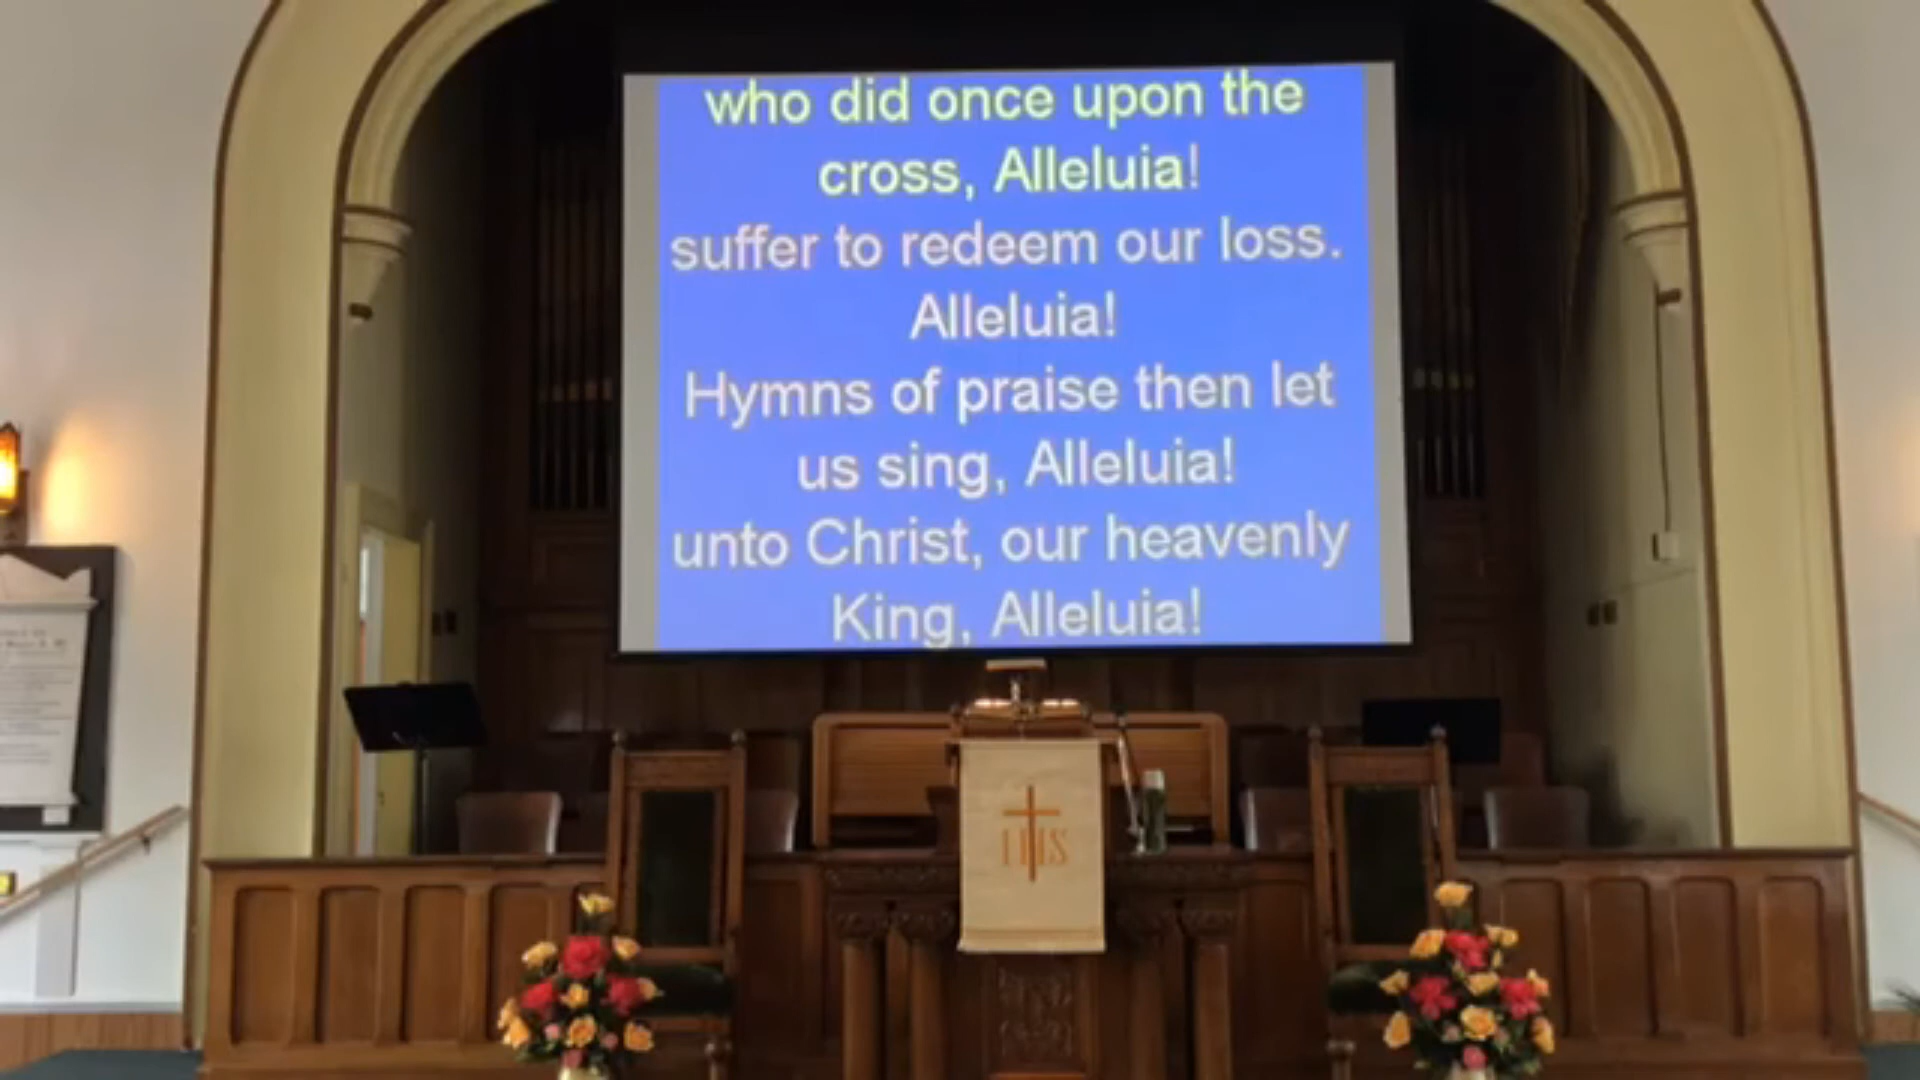 who did once upon the
cross, Alleluia!
suffer to redeem our loss.
Alleluia!
Hymns of praise then let
us sing, Alleluia!
unto Christ, our heavenly
King, Alleluia!
IHS